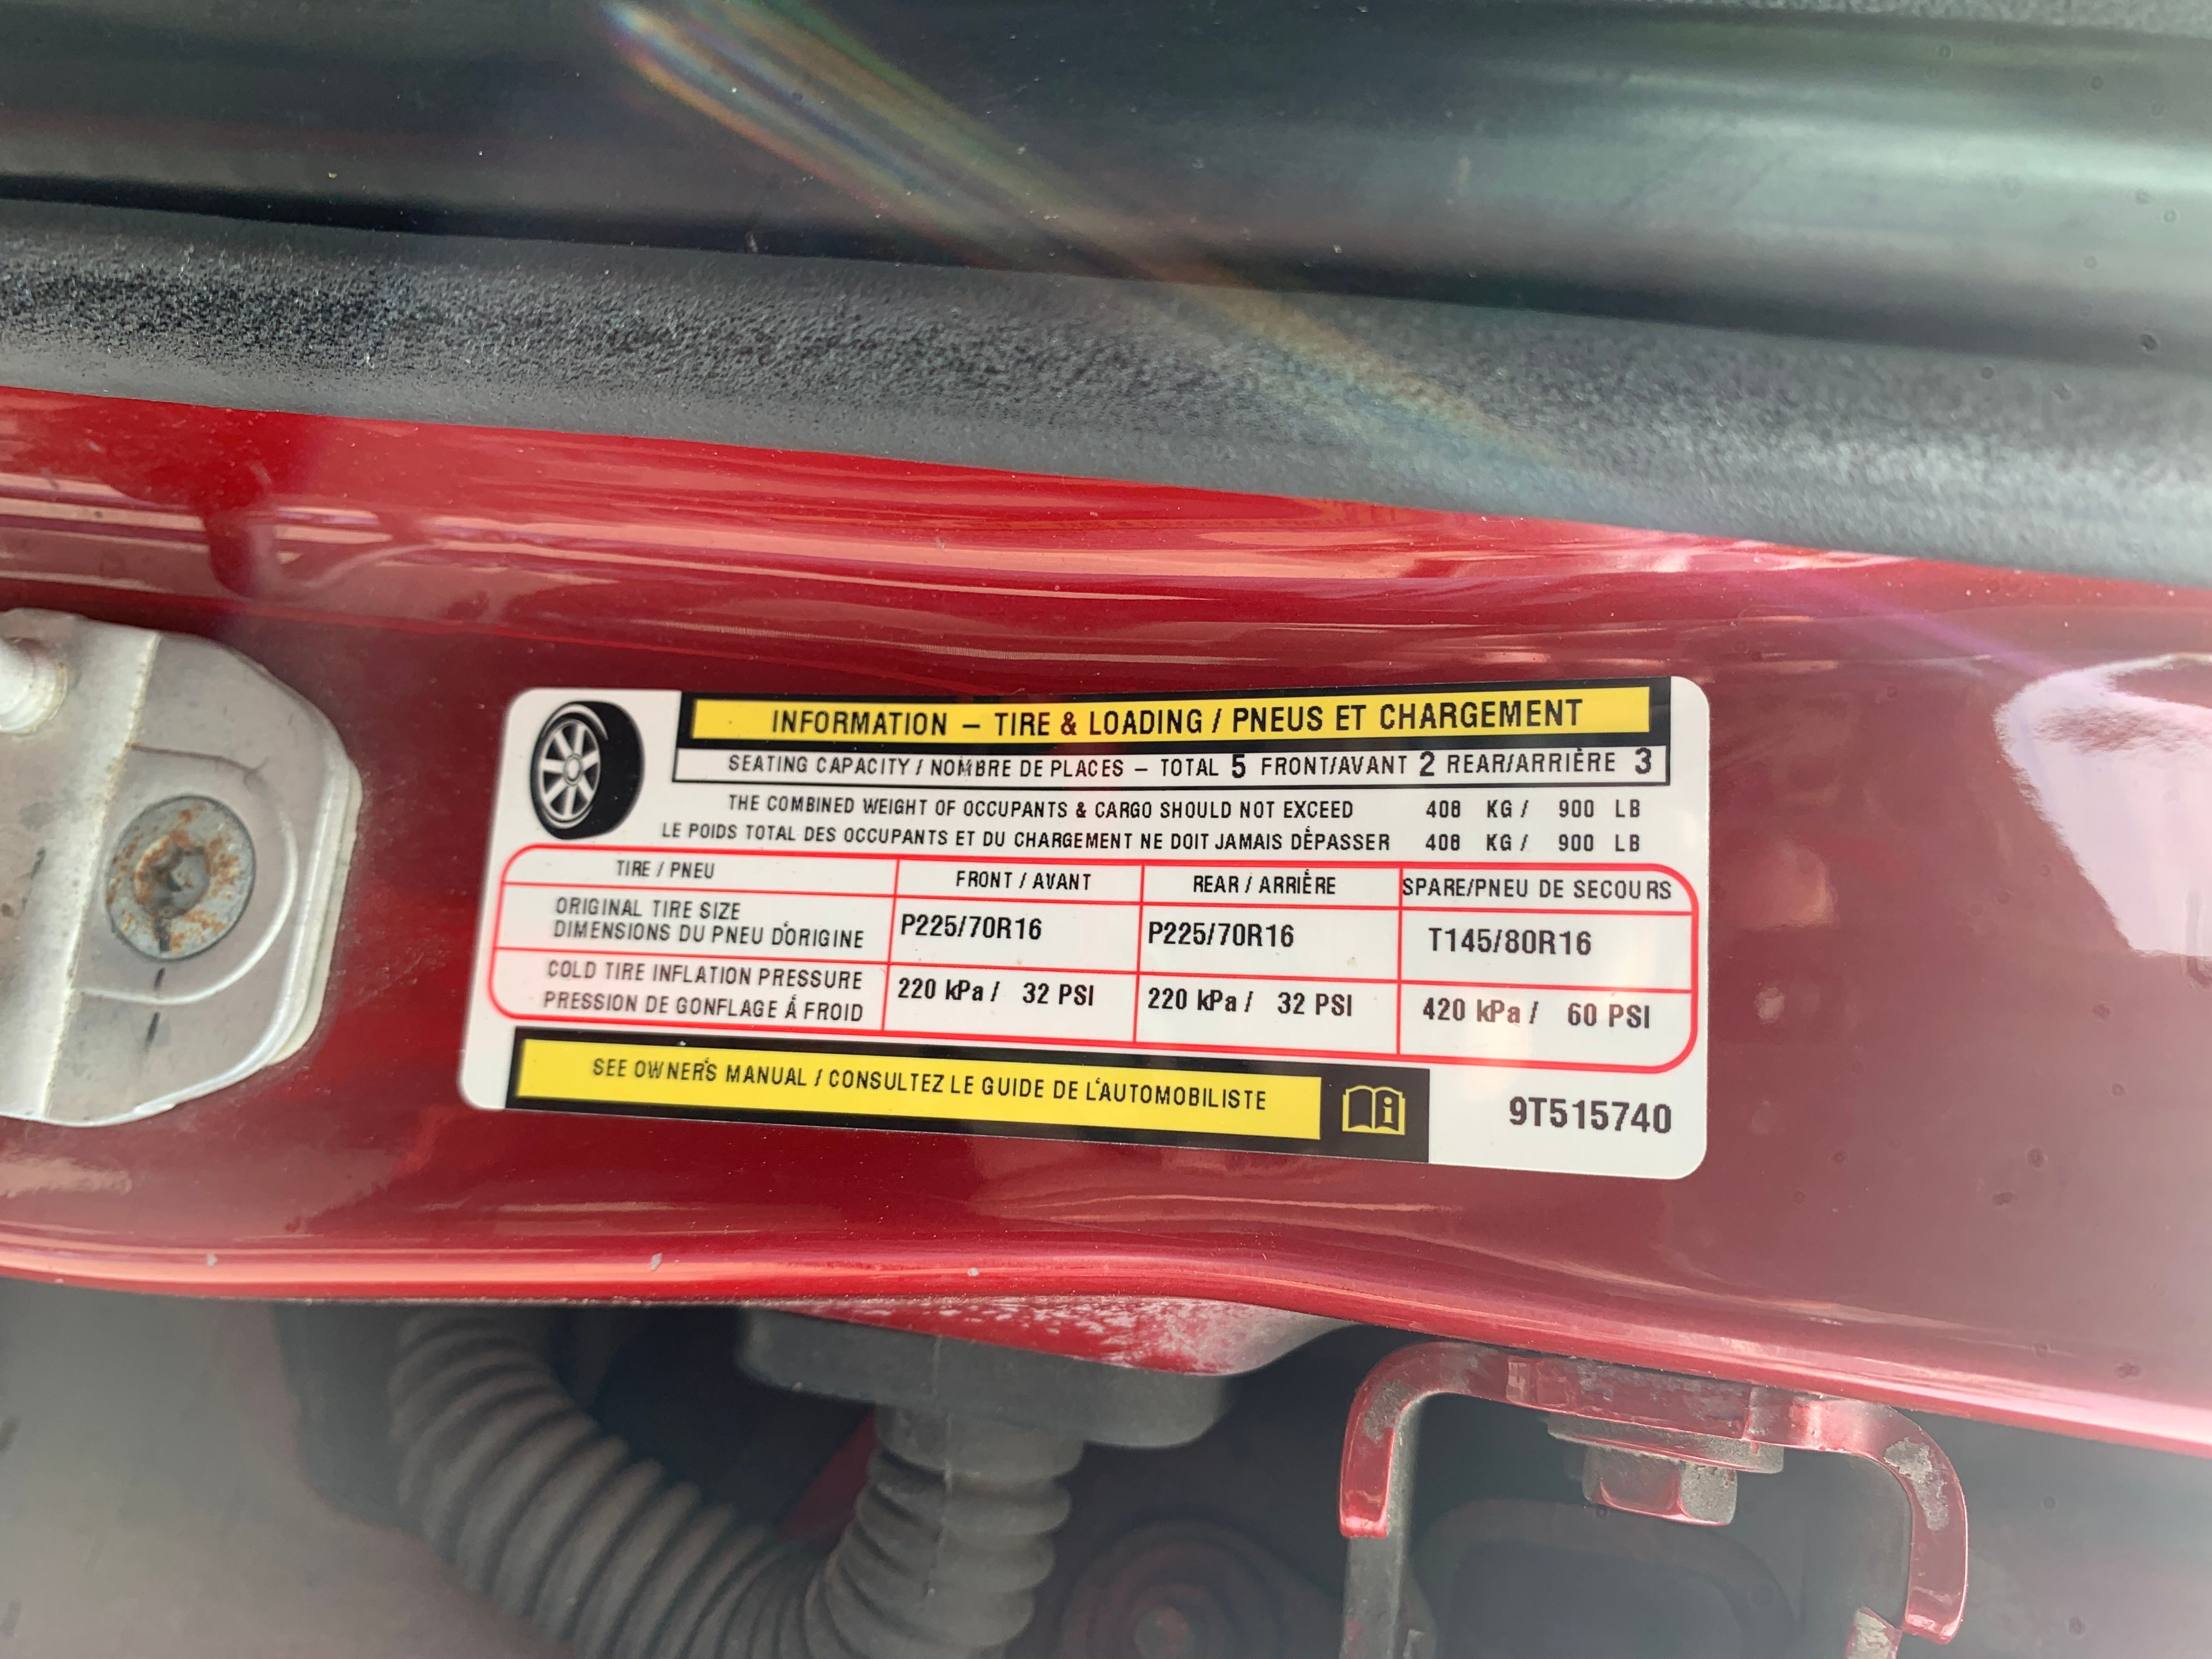 INFORMATION – TIRE & LOADING / PNEUS ET CHARGEMENT
SEATING CAPACITY / NOMBRE DE PLACES – TOTAL 5 FRONT/AVANT 2 REAR/ARRIÈRE 3
THE COMBINED WEIGHT OF OCCUPANTS & CARGO SHOULD NOT EXCEED 408 KG / 900 LB
LE POIDS TOTAL DES OCCUPANTS ET DU CHARGEMENT NE DOIT JAMAIS DÉPASSER 408 KG / 900 LB
TIRE / PNEU FRONT / AVANT REAR / ARRIÈRE SPARE/PNEU DE SECOURS
ORIGINAL TIRE SIZE
DIMENSIONS DU PNEU D'ORIGINE P225/70R16 P225/70R16 T145/80R16
COLD TIRE INFLATION PRESSURE
PRESSION DE GONFLAGE Á FROID 220 kPa / 32 PSI 220 kPa / 32 PSI 420 kPa / 60 PSI
SEE OWNER'S MANUAL / CONSULTEZ LE GUIDE DE L'AUTOMOBILISTE
9T515740